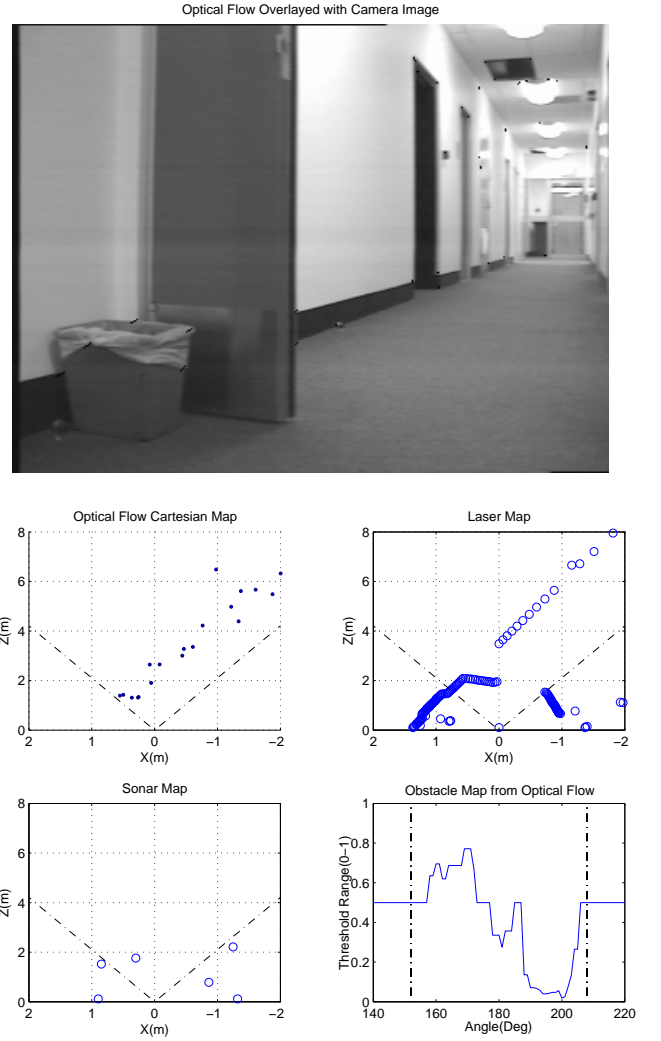 Optical Flow Overlayed with Camera Image
Optical Flow Cartesian Map
8
6
4
2
0
Z(m)
2 1 0 −1 −2
X(m)
Laser Map
8
6
4
2
0
Z(m)
2 1 0 −1 −2
X(m)
Sonar Map
8
6
4
2
0
Z(m)
2 1 0 −1 −2
X(m)
Obstacle Map from Optical Flow
1
0.8
0.6
0.4
0.2
0
Threshold Range(0−1)
140 160 180 200 220
Angle(Deg)